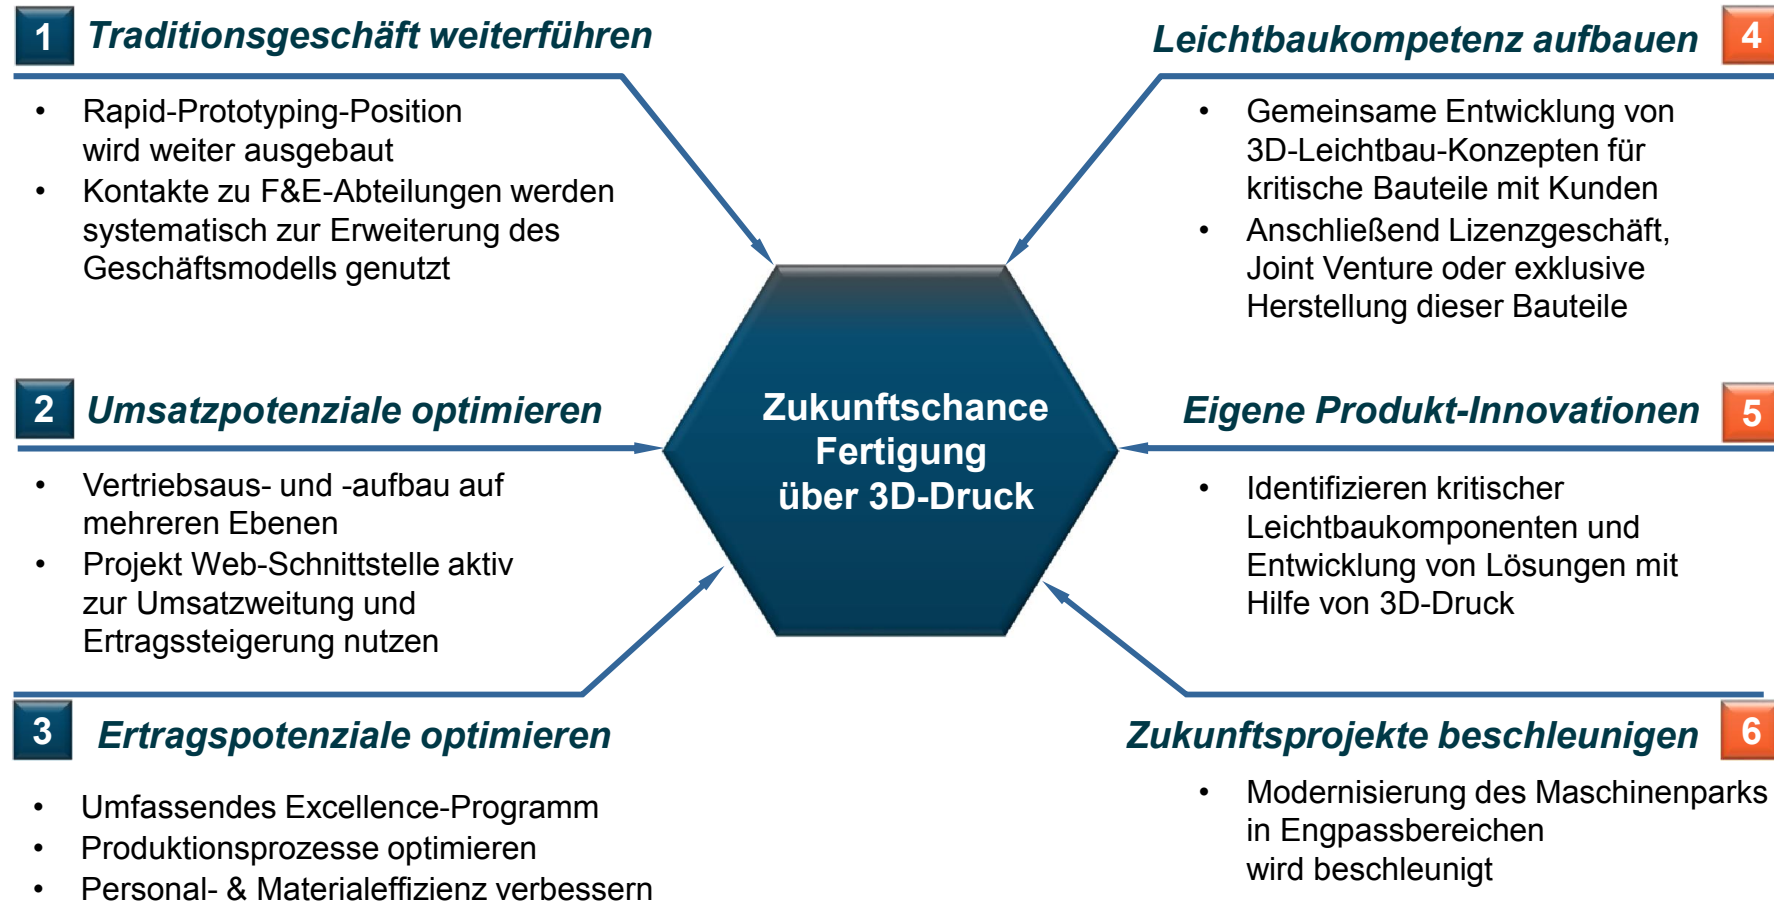 1 Traditionsgeschäft weiterführen
• Rapid-Prototyping-Position
wird weiter ausgebaut
• Kontakte zu F&E-Abteilungen werden
systematisch zur Erweiterung des
Geschäftsmodells genutzt
2 Umsatzpotenziale optimieren
• Vertriebsaus- und -aufbau auf
mehreren Ebenen
• Projekt Web-Schnittstelle aktiv
zur Umsatzweitung und
Ertragssteigerung nutzen
3 Ertragspotenziale optimieren
• Umfassendes Excellence-Programm
• Produktionsprozesse optimieren
• Personal- & Materialeffizienz verbessern
Zukunftschance
Fertigung
über 3D-Druck
Leichtbaukompetenz aufbauen 4
• Gemeinsame Entwicklung von
3D-Leichtbau-Konzepten für
kritische Bauteile mit Kunden
• Anschließend Lizenzgeschäft,
Joint Venture oder exklusive
Herstellung dieser Bauteile
Eigene Produkt-Innovationen 5
• Identifizieren kritischer
Leichtbaukomponenten und
Entwicklung von Lösungen mit
Hilfe von 3D-Druck
Zukunftsprojekte beschleunigen 6
• Modernisierung des Maschinenparks
in Engpassbereichen
wird beschleunigt